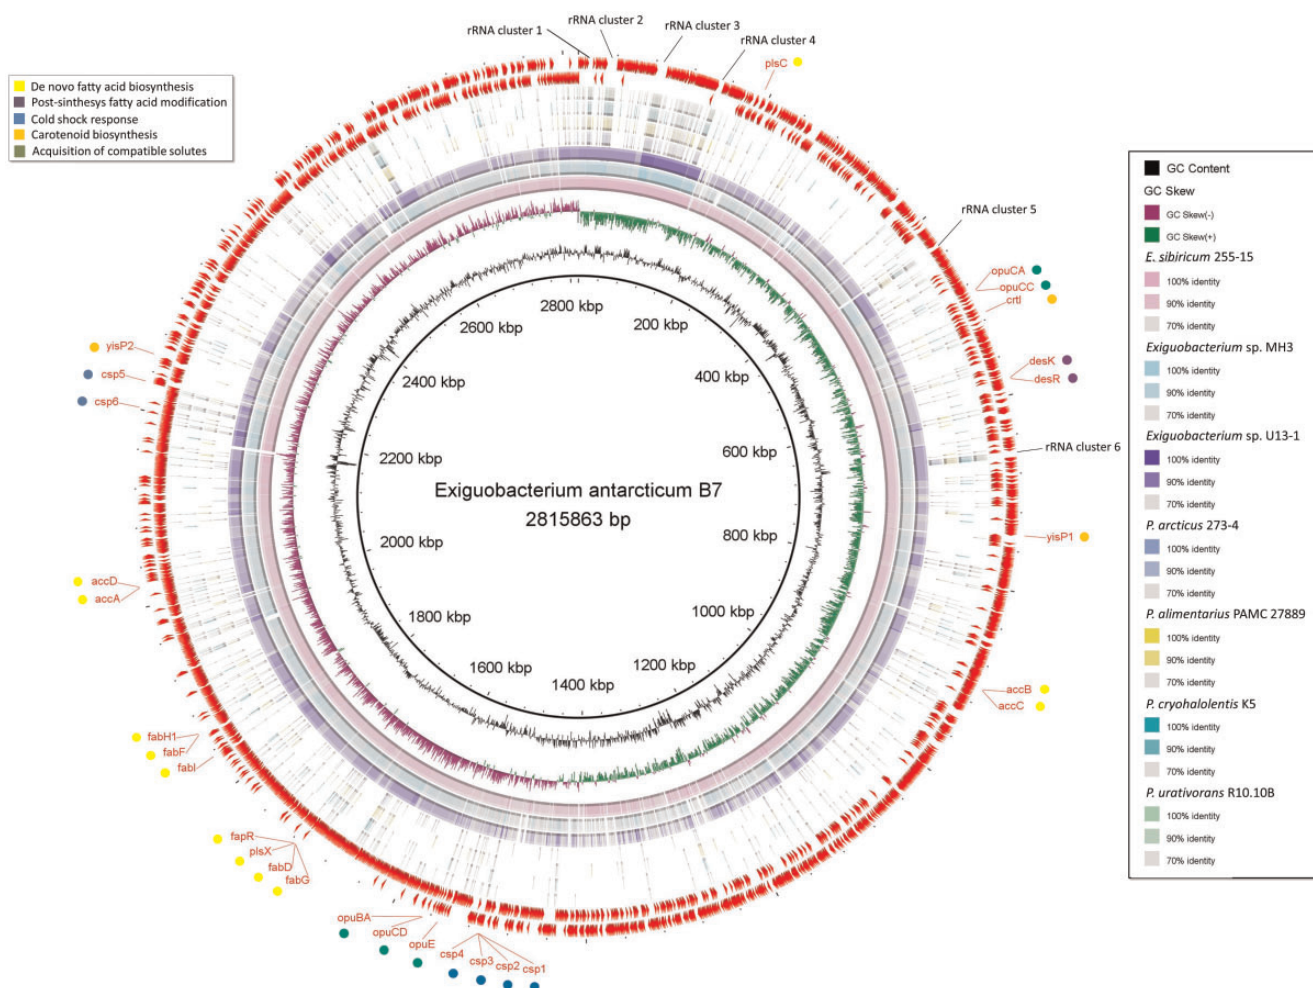 rRNA cluster 1
rRNA cluster 2
rRNA cluster 3
rRNA cluster 4
plsC
De novo fatty acid biosynthesis
Post-sinthesys fatty acid modification
Cold shock response
Carotenoid biosynthesis
Acquisition of compatible solutes
rRNA cluster 5
opuCA
opuCC
crtI
desK
desR
rRNA cluster 6
yisP1
accB
accC
yisP2
csp5
csp6
accD
accA
fabH1
fabF
fabI
fapR
plsX
fabD
fabG
opuBA
opuCD
opuE
csp4
csp3
csp2
csp1
2800 kbp
200 kbp
400 kbp
600 kbp
800 kbp
1000 kbp
1200 kbp
1400 kbp
1600 kbp
1800 kbp
2000 kbp
2200 kbp
2400 kbp
2600 kbp
Exiguobacterium antarcticum B7
2815863 bp
GC Content
GC Skew
GC Skew(-)
GC Skew(+)
E. sibiricum 255-15
100% identity
90% identity
70% identity
Exiguobacterium sp. MH3
100% identity
90% identity
70% identity
Exiguobacterium sp. U13-1
100% identity
90% identity
70% identity
P. arcticus 273-4
100% identity
90% identity
70% identity
P. alimentarius PAMC 27889
100% identity
90% identity
70% identity
P. cryohalolentis K5
100% identity
90% identity
70% identity
P. urativorans R10.10B
100% identity
90% identity
70% identity